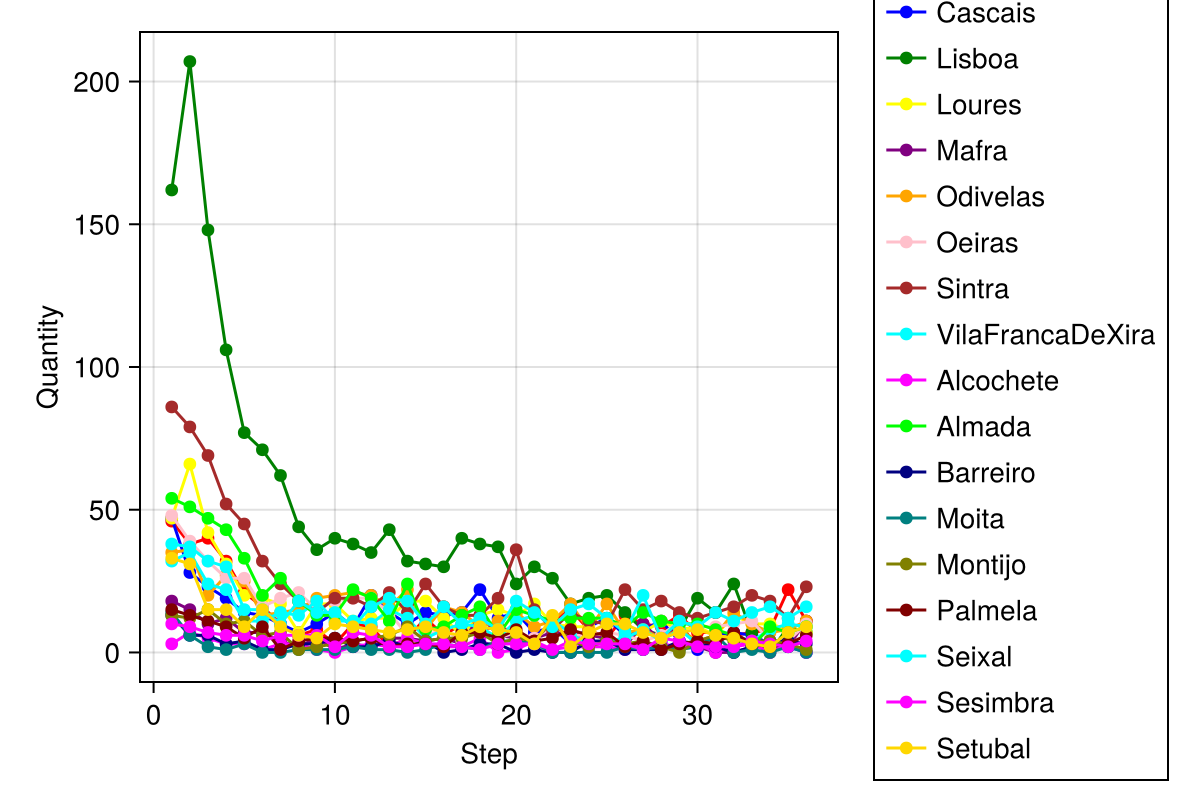 Cascais
Lisboa
Loures
Mafra
Odivelas
Oeiras
Sintra
VilaFrancaDeXira
Alcochete
Almada
Barreiro
Moita
Montijo
Palmela
Seixal
Sesimbra
Setubal
Quantity
200
150
100
50
0
0 10 20 30
Step